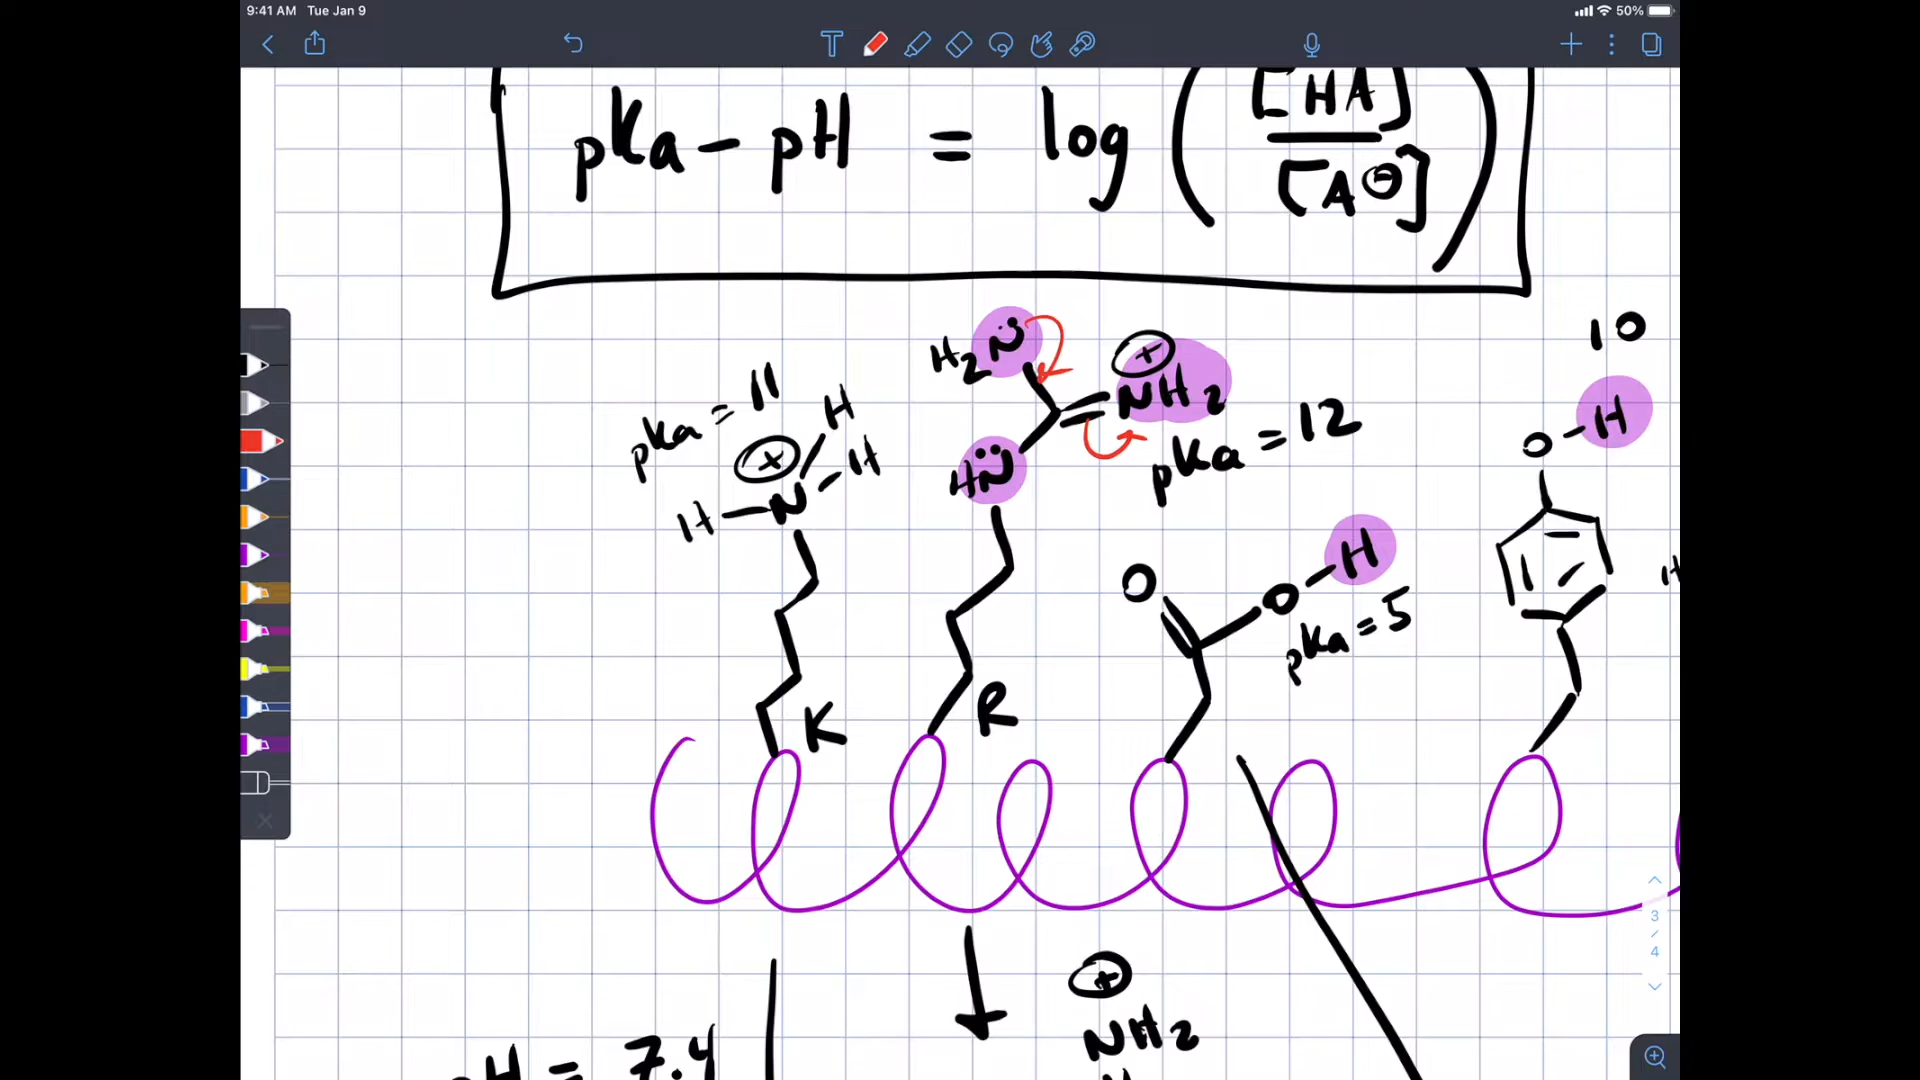 9:41 AM Tue Jan 9
50%
T
pKa - pH = log ( [HA] / [A⊖] )
10
H₂N̈
⊕
NH₂
pKa = 11
H
⊕
H
H-N
HN̈
pKa = 12
O-H
O
O-H
pKa = 5
H
K
R
3
/
4
⊕
NH₂
pH = 7.4